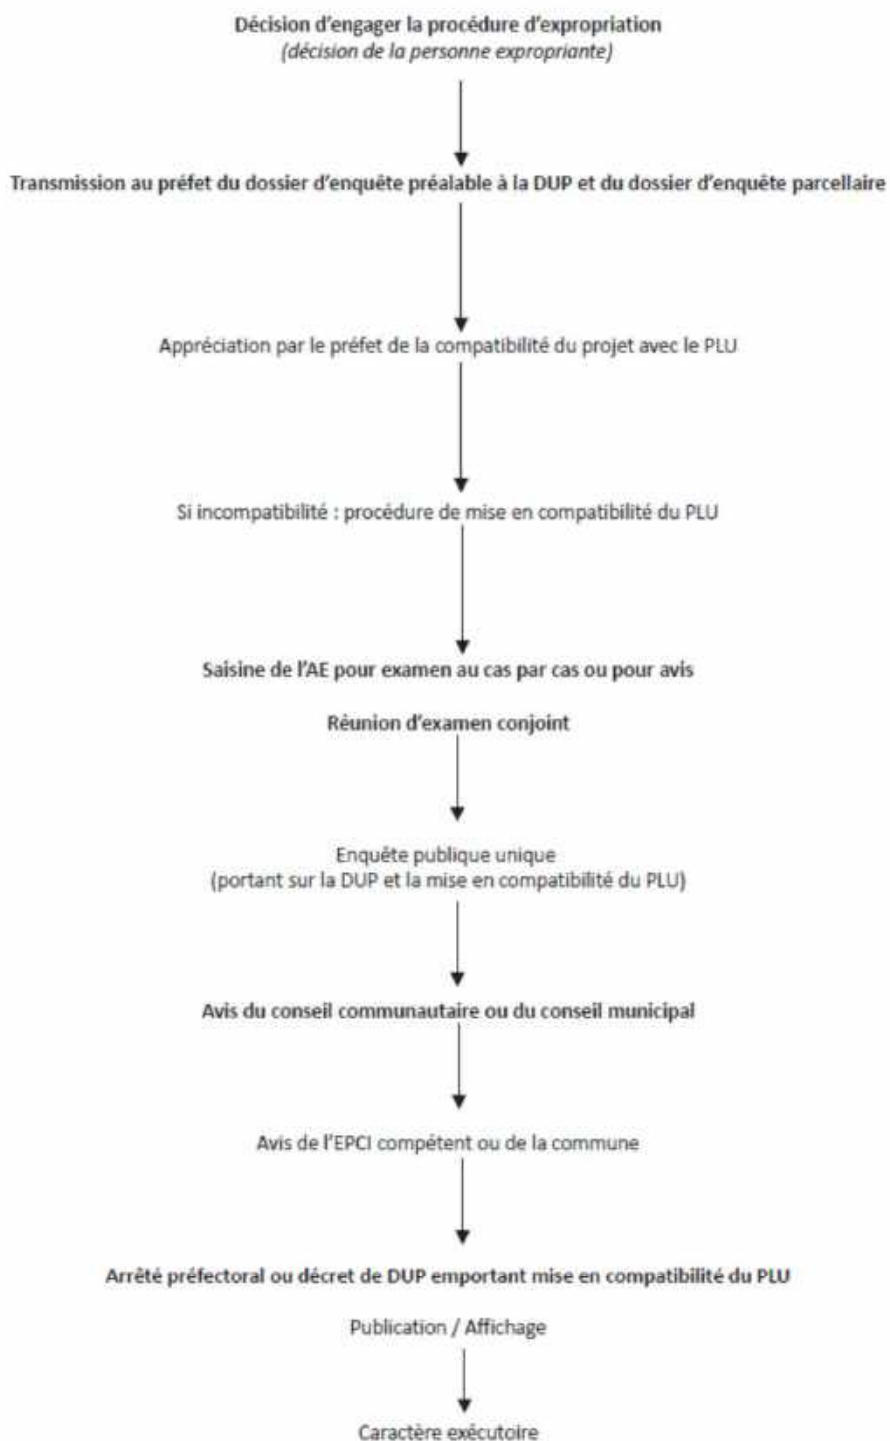 Décision d'engager la procédure d'expropriation
(décision de la personne expropriante)
Transmission au préfet du dossier d'enquête préalable à la DUP et du dossier d'enquête parcellaire
Appréciation par le préfet de la compatibilité du projet avec le PLU
Si incompatibilité : procédure de mise en compatibilité du PLU
Saisine de l'AE pour examen au cas par cas ou pour avis
Réunion d'examen conjoint
Enquête publique unique
(portant sur la DUP et la mise en compatibilité du PLU)
Avis du conseil communautaire ou du conseil municipal
Avis de l'EPCI compétent ou de la commune
Arrêté préfectoral ou décret de DUP emportant mise en compatibilité du PLU
Publication / Affichage
Caractère exécutoire